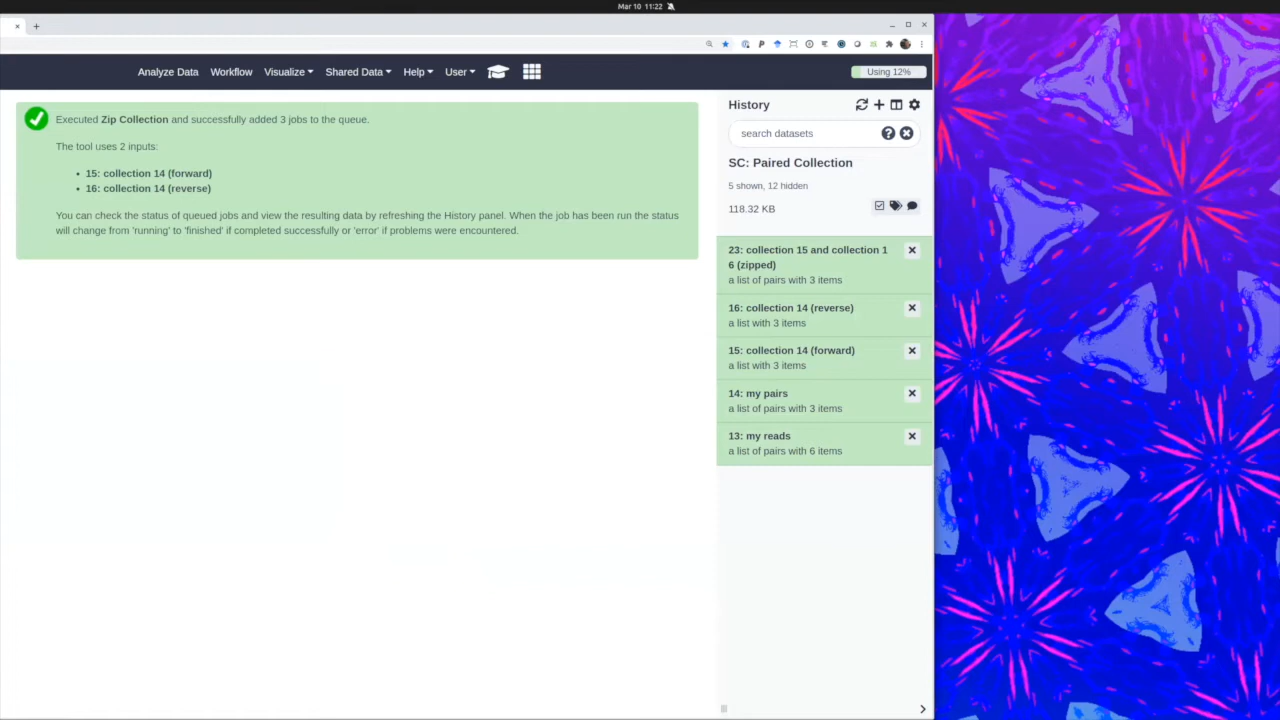 Mar 10 11:22
Analyze Data Workflow Visualize Shared Data Help User Using 12%
Executed Zip Collection and successfully added 3 jobs to the queue.
The tool uses 2 inputs:
15: collection 14 (forward)
16: collection 14 (reverse)
You can check the status of queued jobs and view the resulting data by refreshing the History panel. When the job has been run the status
will change from 'running' to 'finished' if completed successfully or 'error' if problems were encountered.
History
search datasets
SC: Paired Collection
5 shown, 12 hidden
118.32 KB
23: collection 15 and collection 1
6 (zipped)
a list of pairs with 3 items
16: collection 14 (reverse)
a list with 3 items
15: collection 14 (forward)
a list with 3 items
14: my pairs
a list of pairs with 3 items
13: my reads
a list of pairs with 6 items